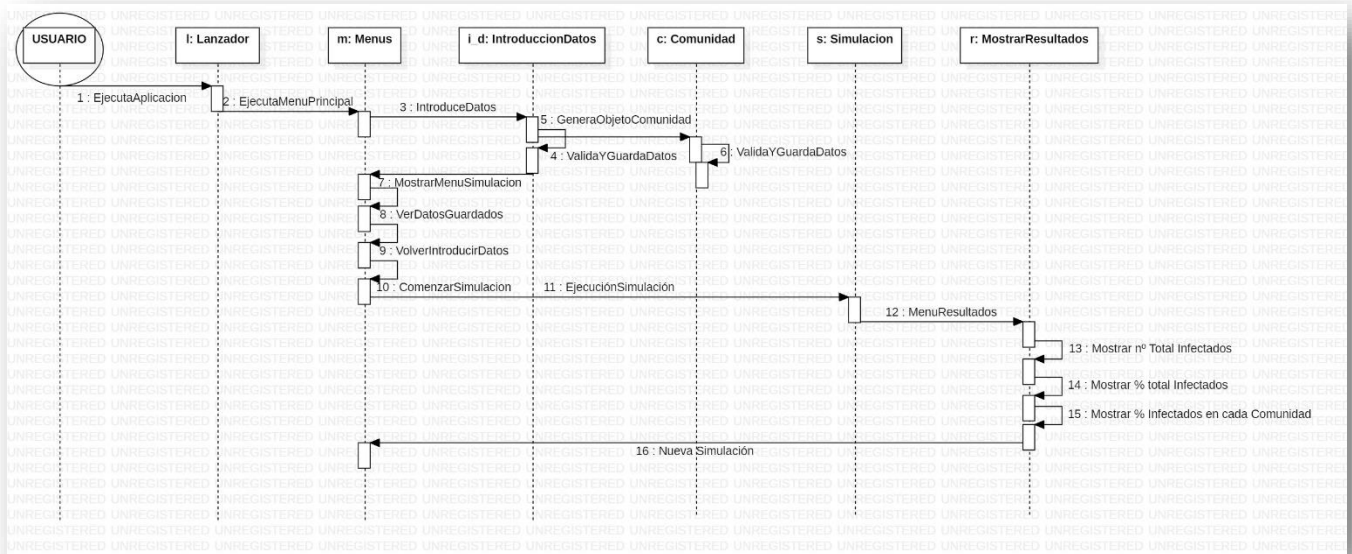 USUARIO
l: Lanzador
m: Menus
i_d: IntroduccionDatos
c: Comunidad
s: Simulacion
r: MostrarResultados
1 : EjecutaAplicacion
2 : EjecutaMenuPrincipal
3 : IntroduceDatos
5 : GeneraObjetoComunidad
4 : ValidaYGuardaDatos
6 : ValidaYGuardaDatos
7 : MostrarMenuSimulacion
8 : VerDatosGuardados
9 : VolverIntroducirDatos
10 : ComenzarSimulacion
11 : EjecuciónSimulación
12 : MenuResultados
13 : Mostrar nº Total Infectados
14 : Mostrar % total Infectados
15 : Mostrar % Infectados en cada Comunidad
16 : Nueva Simulación
UNREGISTERED